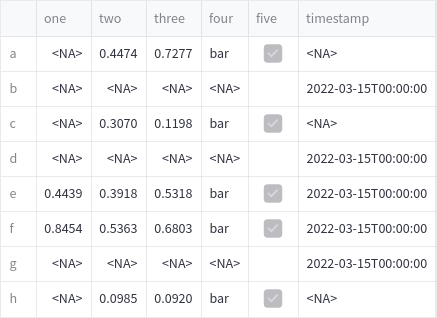 one two three four five timestamp
a <NA> 0.4474 0.7277 bar <NA>
b <NA> <NA> <NA> <NA> 2022-03-15T00:00:00
c <NA> 0.3070 0.1198 bar <NA>
d <NA> <NA> <NA> <NA> 2022-03-15T00:00:00
e 0.4439 0.3918 0.5318 bar 2022-03-15T00:00:00
f 0.8454 0.5363 0.6803 bar 2022-03-15T00:00:00
g <NA> <NA> <NA> <NA> 2022-03-15T00:00:00
h <NA> 0.0985 0.0920 bar <NA>